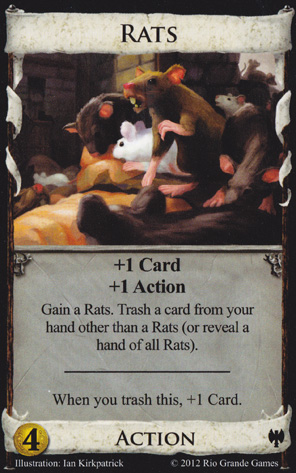 RATS
+1 Card
+1 Action
Gain a Rats. Trash a card from your
hand other than a Rats (or reveal a
hand of all Rats).
When you trash this, +1 Card.
4
ACTION
Illustration: Ian Kirkpatrick
© 2012 Rio Grande Games